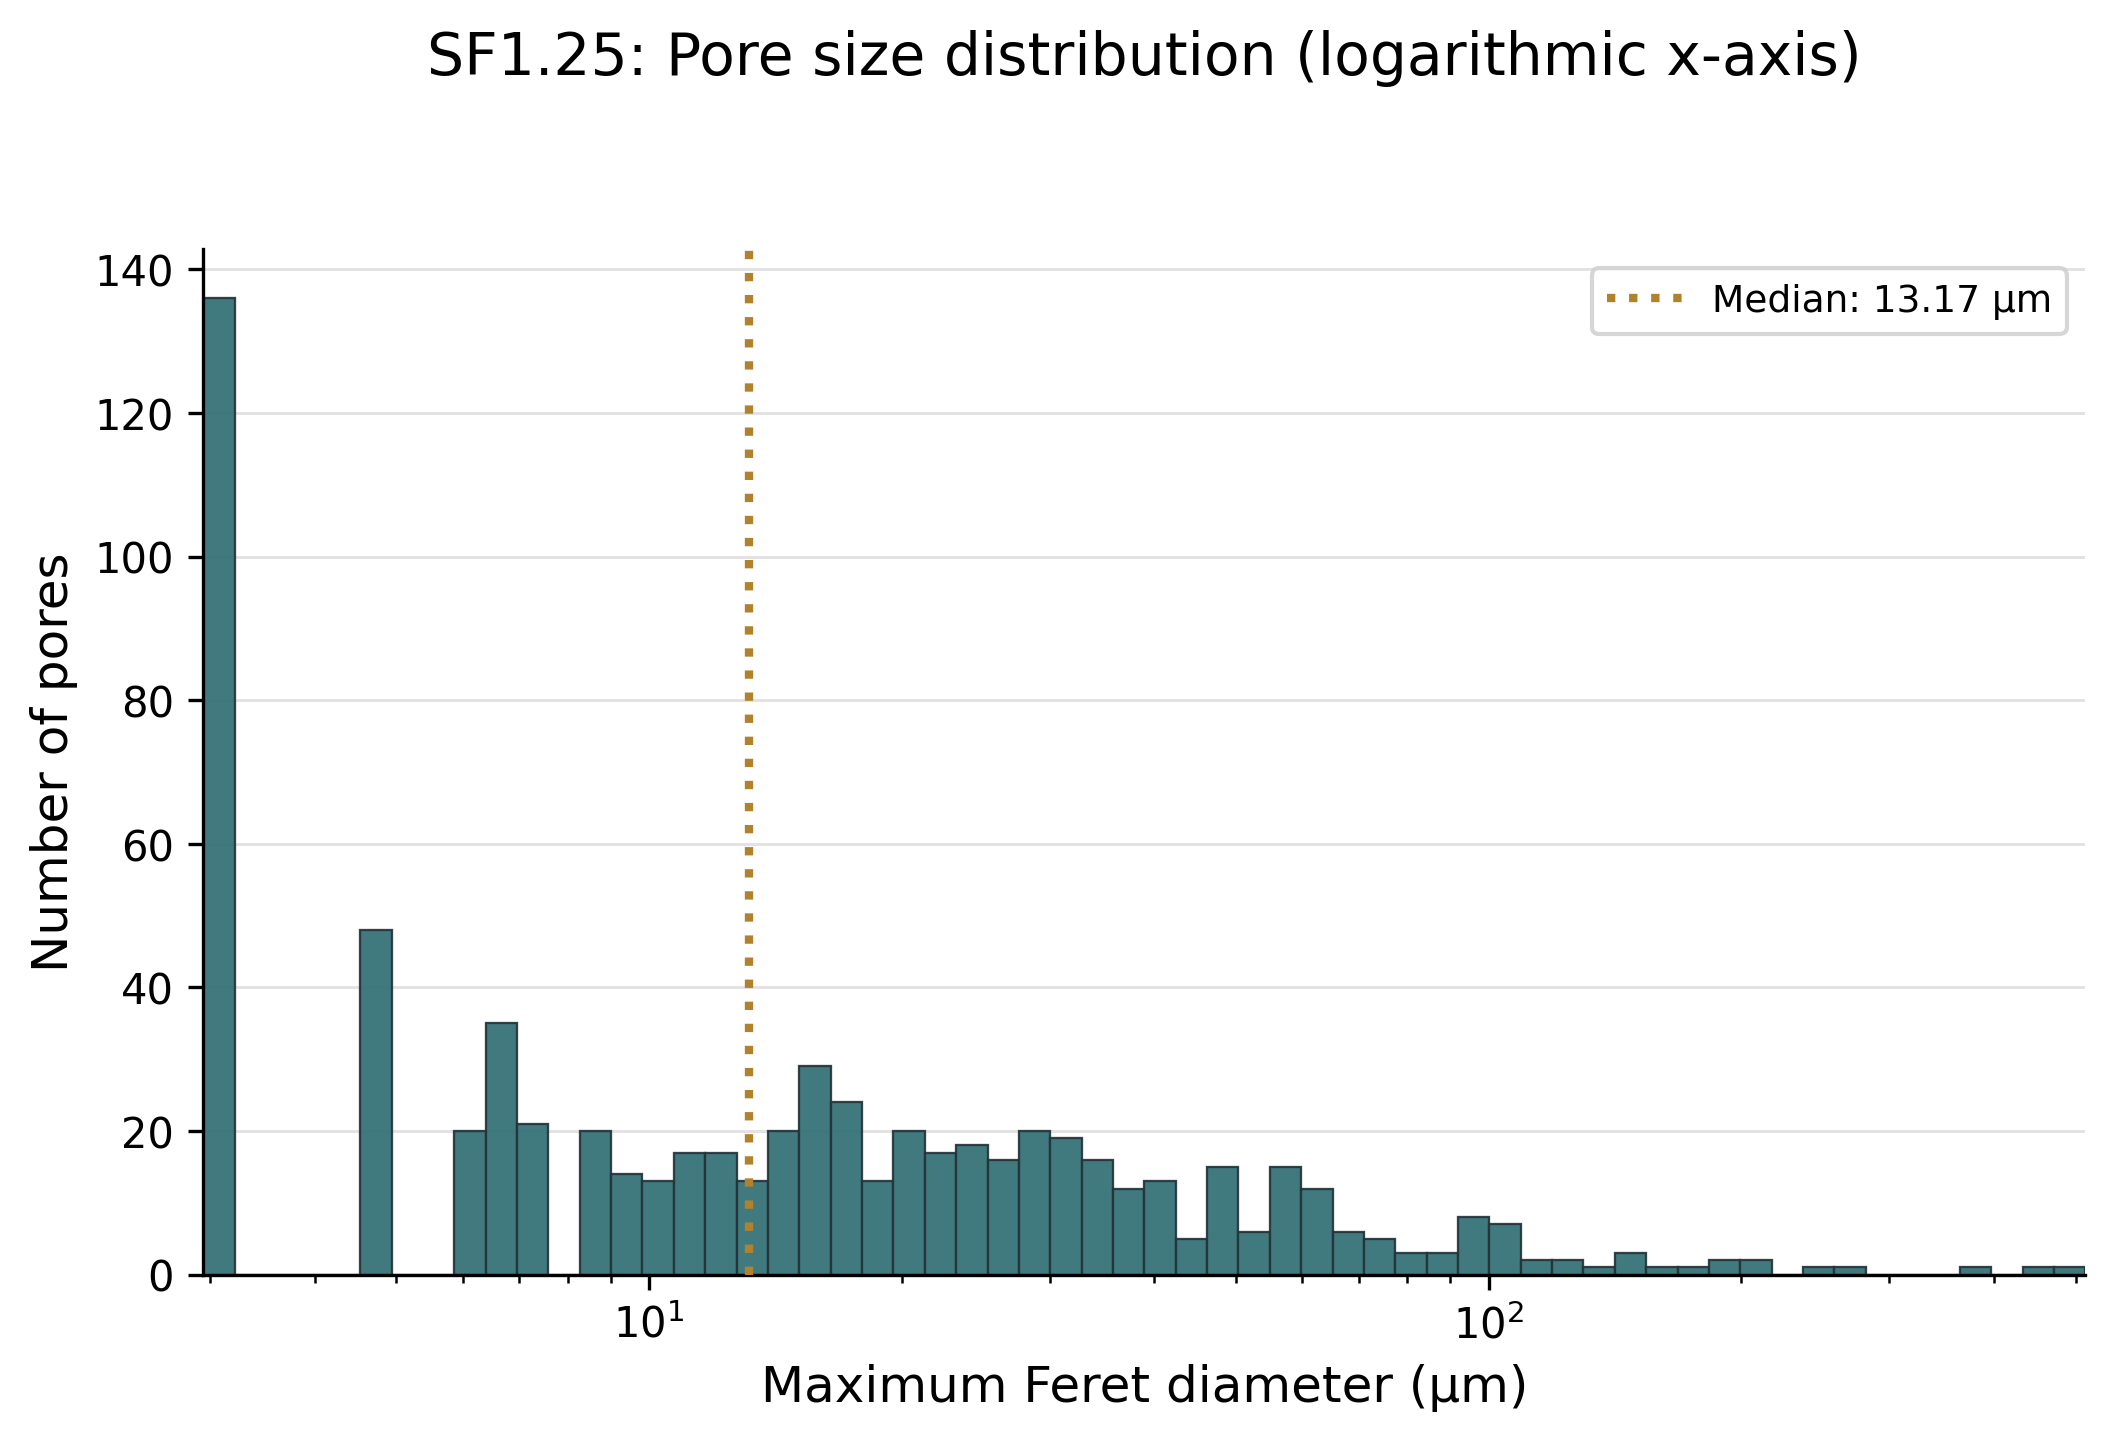 SF1.25: Pore size distribution (logarithmic x-axis)
140
120
100
80
60
40
20
0
Number of pores
Median: 13.17 µm
10¹
10²
Maximum Feret diameter (µm)